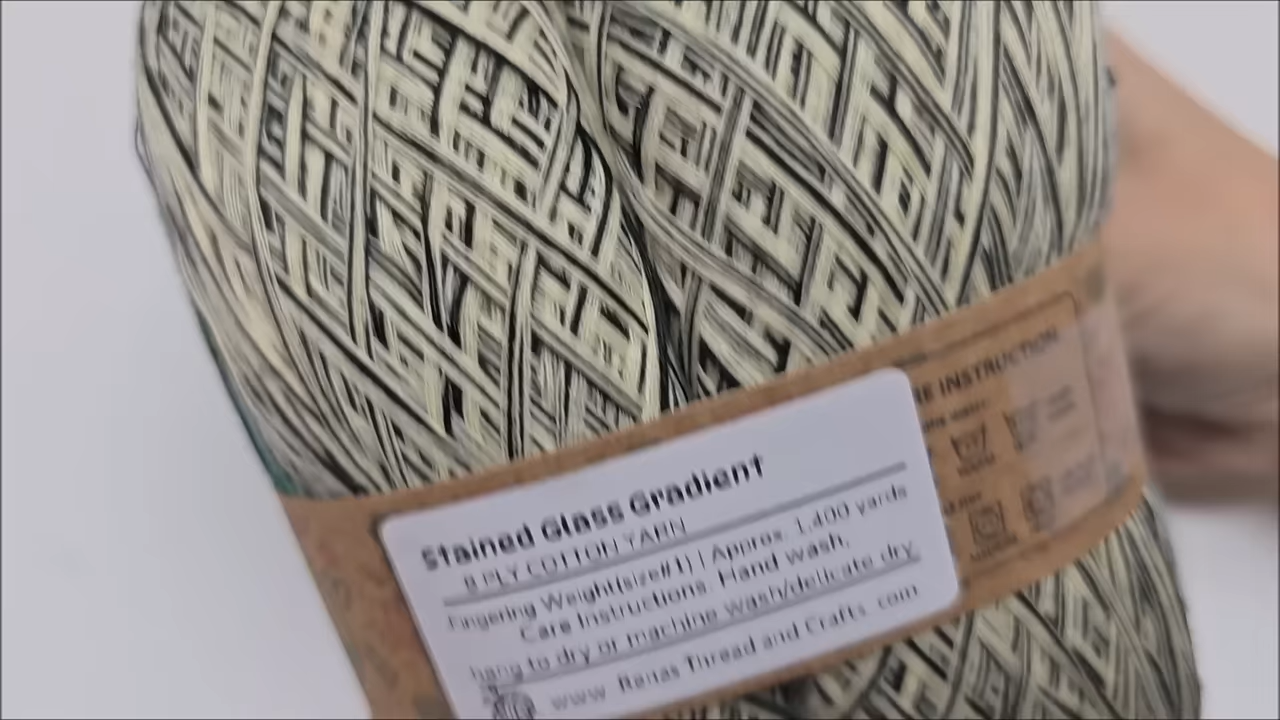 Stained Glass Gradient
8 PLY COTTON YARN
Fingering Weight(size#1) | Approx. 1,400 yards
Care Instructions. Hand wash,
hang to dry or machine wash/delicate dry
www. Renas Thread and Crafts. com
INSTRUCTION